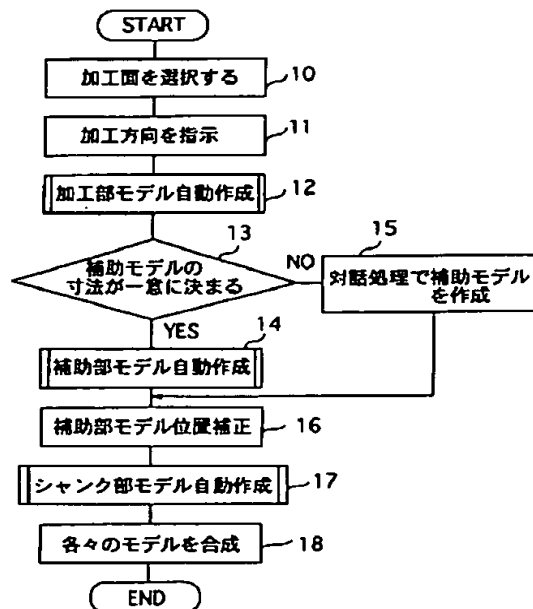 START
加工面を選択する
10
加工方向を指示
11
加工部モデル自動作成
12
13
補助モデルの
寸法が一意に決まる
NO
15
対話処理で補助モデル
を作成
YES
14
補助部モデル自動作成
補助部モデル位置補正
16
シャンク部モデル自動作成
17
各々のモデルを合成
18
END